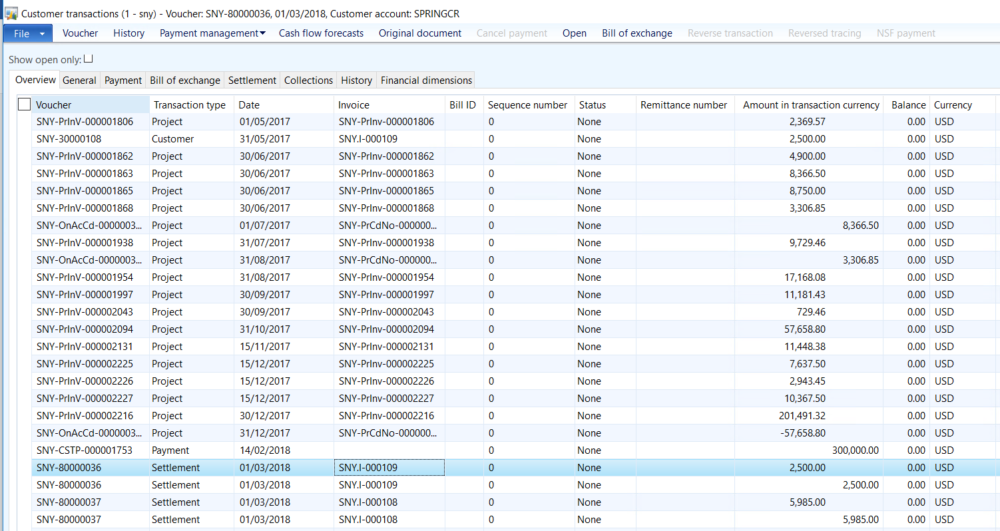 Customer transactions (1 - sny) - Voucher: SNY-80000036, 01/03/2018, Customer account: SPRINGCR
File Voucher History Payment management Cash flow forecasts Original document Cancel payment Open Bill of exchange Reverse transaction Reversed tracing NSF payment
Show open only:
Overview General Payment Bill of exchange Settlement Collections History Financial dimensions
Voucher Transaction type Date Invoice Bill ID Sequence number Status Remittance number Amount in transaction currency Balance Currency
SNY-PrInV-000001806 Project 01/05/2017 SNY-PrInv-000001806 0 None 2,369.57 0.00 USD
SNY-30000108 Customer 31/05/2017 SNY.I-000109 0 None 2,500.00 0.00 USD
SNY-PrInV-000001862 Project 30/06/2017 SNY-PrInv-000001862 0 None 4,900.00 0.00 USD
SNY-PrInV-000001863 Project 30/06/2017 SNY-PrInv-000001863 0 None 8,366.50 0.00 USD
SNY-PrInV-000001865 Project 30/06/2017 SNY-PrInv-000001865 0 None 8,750.00 0.00 USD
SNY-PrInV-000001868 Project 30/06/2017 SNY-PrInv-000001868 0 None 3,306.85 0.00 USD
SNY-OnAcCd-0000003... Project 01/07/2017 SNY-PrCdNo-000000... 0 None 8,366.50 0.00 USD
SNY-PrInV-000001938 Project 31/07/2017 SNY-PrInv-000001938 0 None 9,729.46 0.00 USD
SNY-OnAcCd-0000003... Project 31/08/2017 SNY-PrCdNo-000000... 0 None 3,306.85 0.00 USD
SNY-PrInV-000001954 Project 31/08/2017 SNY-PrInv-000001954 0 None 17,168.08 0.00 USD
SNY-PrInV-000001997 Project 30/09/2017 SNY-PrInv-000001997 0 None 11,181.43 0.00 USD
SNY-PrInV-000002043 Project 30/09/2017 SNY-PrInv-000002043 0 None 729.46 0.00 USD
SNY-PrInV-000002094 Project 31/10/2017 SNY-PrInv-000002094 0 None 57,658.80 0.00 USD
SNY-PrInV-000002131 Project 15/11/2017 SNY-PrInv-000002131 0 None 11,448.38 0.00 USD
SNY-PrInV-000002225 Project 15/12/2017 SNY-PrInv-000002225 0 None 7,637.50 0.00 USD
SNY-PrInV-000002226 Project 15/12/2017 SNY-PrInv-000002226 0 None 2,943.45 0.00 USD
SNY-PrInV-000002227 Project 15/12/2017 SNY-PrInv-000002227 0 None 10,367.50 0.00 USD
SNY-PrInV-000002216 Project 30/12/2017 SNY-PrInv-000002216 0 None 201,491.32 0.00 USD
SNY-OnAcCd-0000003... Project 31/12/2017 SNY-PrCdNo-000000... 0 None -57,658.80 0.00 USD
SNY-CSTP-000001753 Payment 14/02/2018 0 None 300,000.00 0.00 USD
SNY-80000036 Settlement 01/03/2018 SNY.I-000109 0 None 2,500.00 0.00 USD
SNY-80000036 Settlement 01/03/2018 SNY.I-000109 0 None 2,500.00 0.00 USD
SNY-80000037 Settlement 01/03/2018 SNY.I-000108 0 None 5,985.00 0.00 USD
SNY-80000037 Settlement 01/03/2018 SNY.I-000108 0 None 5,985.00 0.00 USD